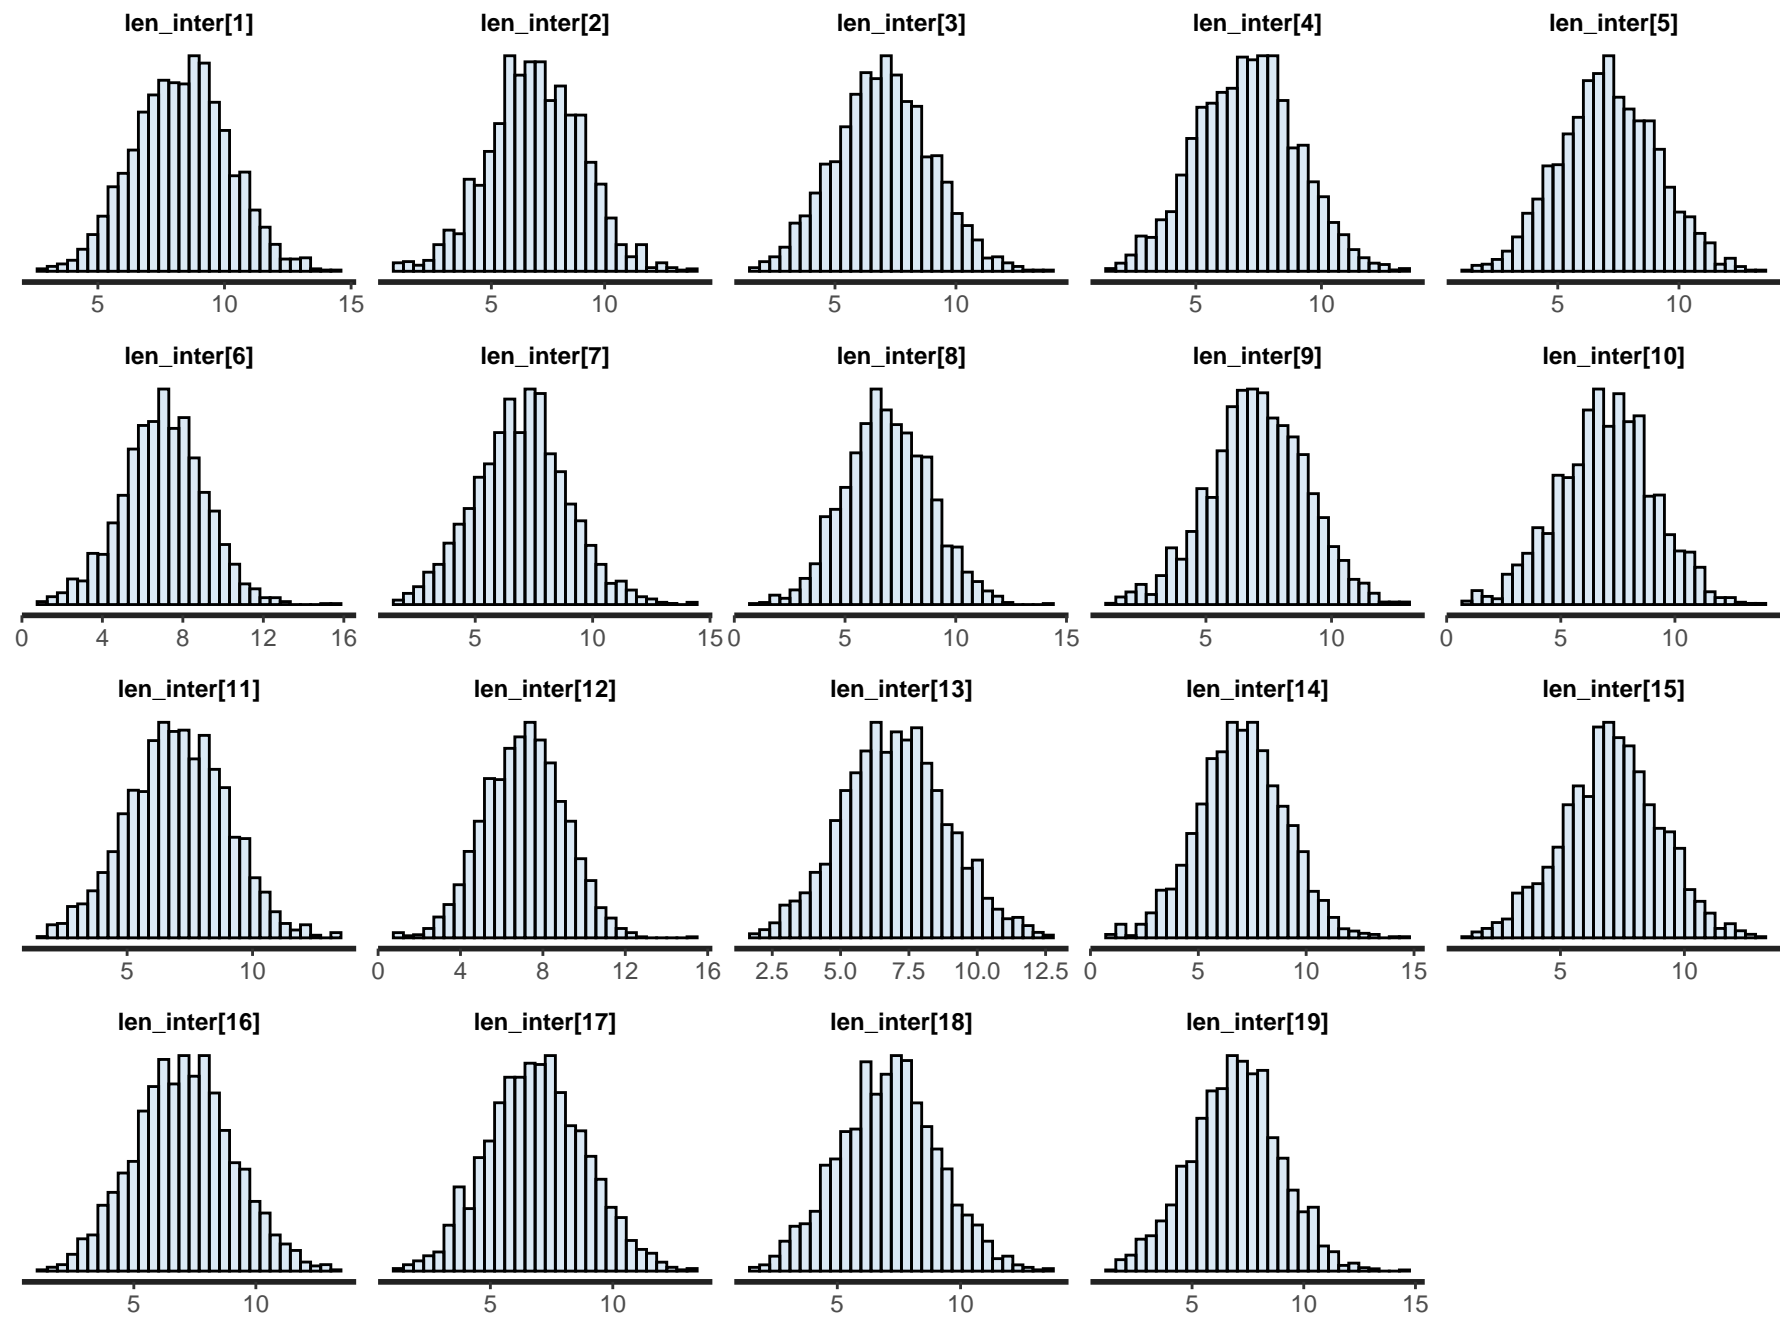 len_inter[1] len_inter[2] len_inter[3] len_inter[4] len_inter[5]
5 10 15 5 10 5 10 5 10 5 10
len_inter[6] len_inter[7] len_inter[8] len_inter[9] len_inter[10]
0 4 8 12 16 5 10 15 0 5 10 15 5 10 0 5 10
len_inter[11] len_inter[12] len_inter[13] len_inter[14] len_inter[15]
5 10 0 4 8 12 16 2.5 5.0 7.5 10.0 12.5 0 5 10 15 5 10
len_inter[16] len_inter[17] len_inter[18] len_inter[19]
5 10 5 10 5 10 5 10 15